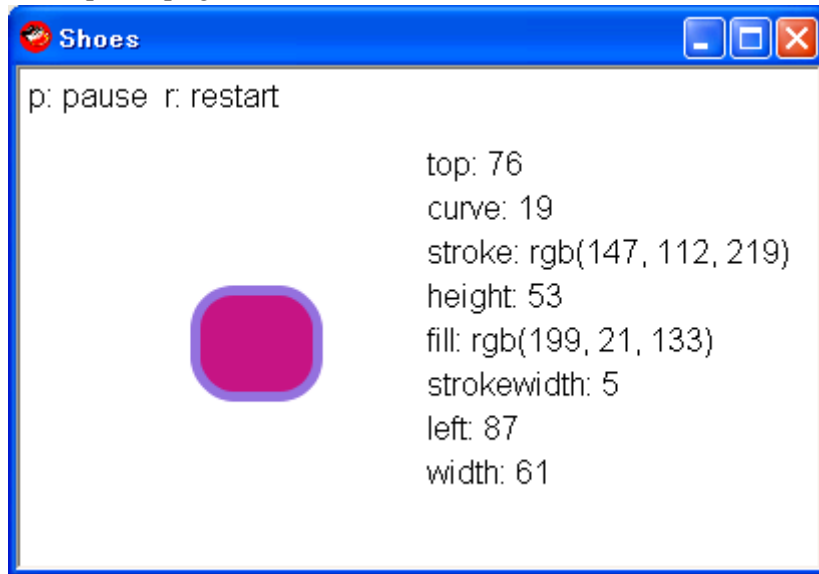 Shoes
p: pause r: restart
top: 76
curve: 19
stroke: rgb(147, 112, 219)
height: 53
fill: rgb(199, 21, 133)
strokewidth: 5
left: 87
width: 61